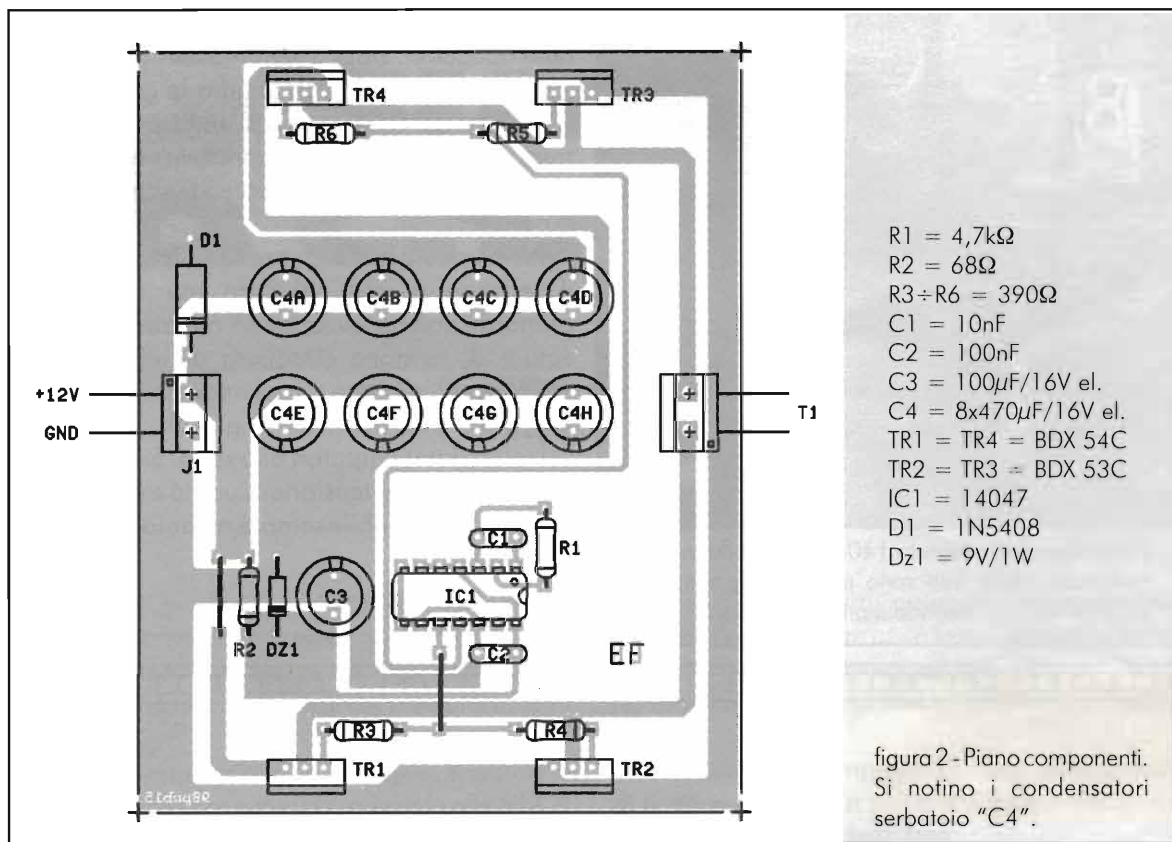 TR4
TR3
R6
R5
D1
C4A
C4B
C4C
C4D
+12V
GND
J1
C4E
C4F
C4G
C4H
T1
C1
R1
IC1
C3
R2
DZ1
C2
EF
R3
R4
TR1
TR2
R1 = 4,7kΩ
R2 = 68Ω
R3÷R6 = 390Ω
C1 = 10nF
C2 = 100nF
C3 = 100µF/16V el.
C4 = 8x470µF/16V el.
TR1 = TR4 = BDX 54C
TR2 = TR3 = BDX 53C
IC1 = 14047
D1 = 1N5408
Dz1 = 9V/1W
figura 2 - Piano componenti.
Si notino i condensatori
serbatoio "C4".